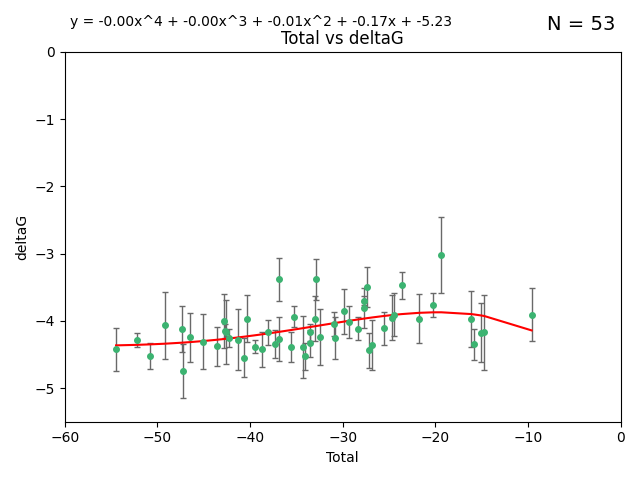 y = -0.00x^4 + -0.00x^3 + -0.01x^2 + -0.17x + -5.23
N = 53
Total vs deltaG
0
−1
−2
−3
−4
−5
deltaG
−60 −50 −40 −30 −20 −10 0
Total